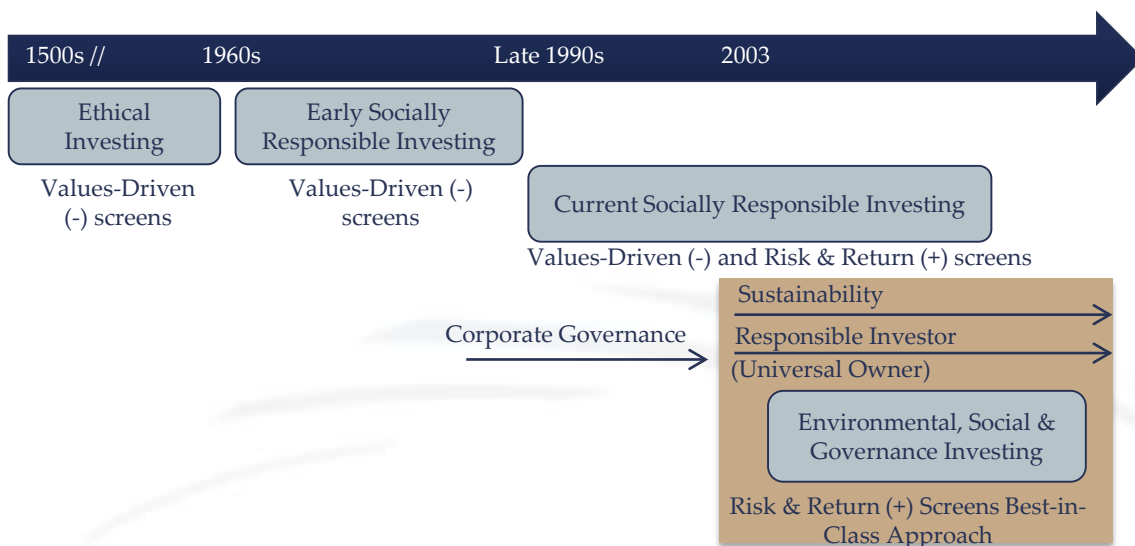 1500s //
1960s
Late 1990s
2003
Ethical
Investing
Early Socially
Responsible Investing
Values-Driven
(-) screens
Values-Driven (-)
screens
Current Socially Responsible Investing
Values-Driven (-) and Risk & Return (+) screens
Corporate Governance
Sustainability
Responsible Investor
(Universal Owner)
Environmental, Social &
Governance Investing
Risk & Return (+) Screens Best-in-
Class Approach